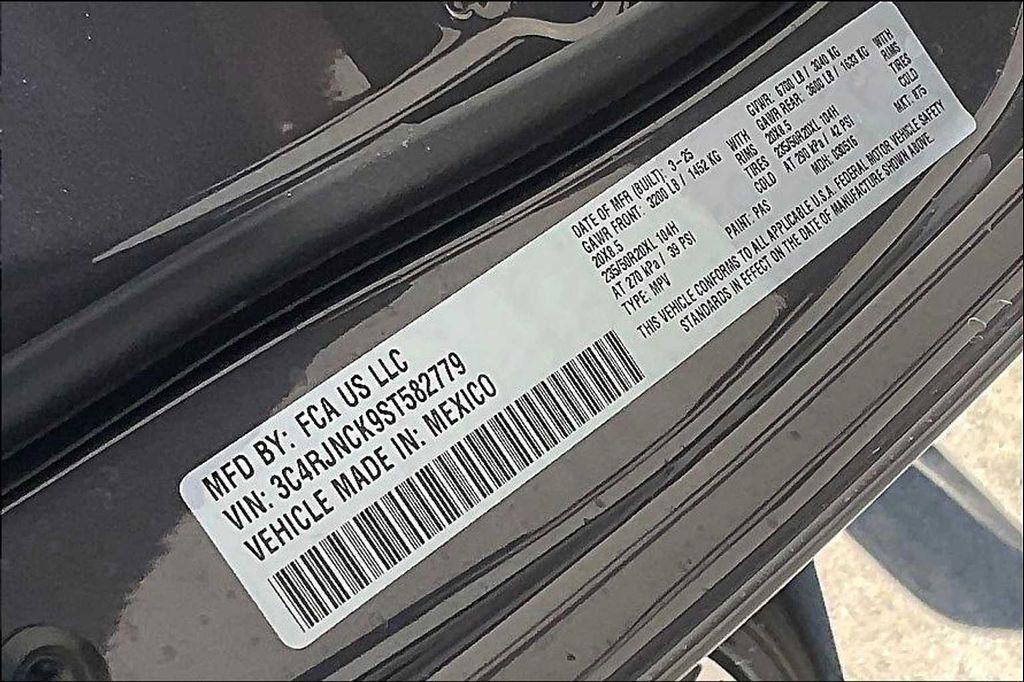 MFD BY: FCA US LLC
VIN: 3C4RJNCK9ST582779
VEHICLE MADE IN: MEXICO
DATE OF MFR (BUILT): 3-25 GVWR: 6700 LB / 3040 KG
GAWR FRONT: 3200 LB / 1452 KG WITH GAWR REAR: 3600 LB / 1633 KG WITH
20X8.5 RIMS 20X8.5 RIMS
235/50R20XL 104H TIRES 235/50R20XL 104H TIRES
AT 270 kPa / 39 PSI COLD AT 290 kPa / 42 PSI COLD
TYPE: MPV PAINT: PAS MDH: 030516 MKT: 875
THIS VEHICLE CONFORMS TO ALL APPLICABLE U.S.A. FEDERAL MOTOR VEHICLE SAFETY
STANDARDS IN EFFECT ON THE DATE OF MANUFACTURE SHOWN ABOVE